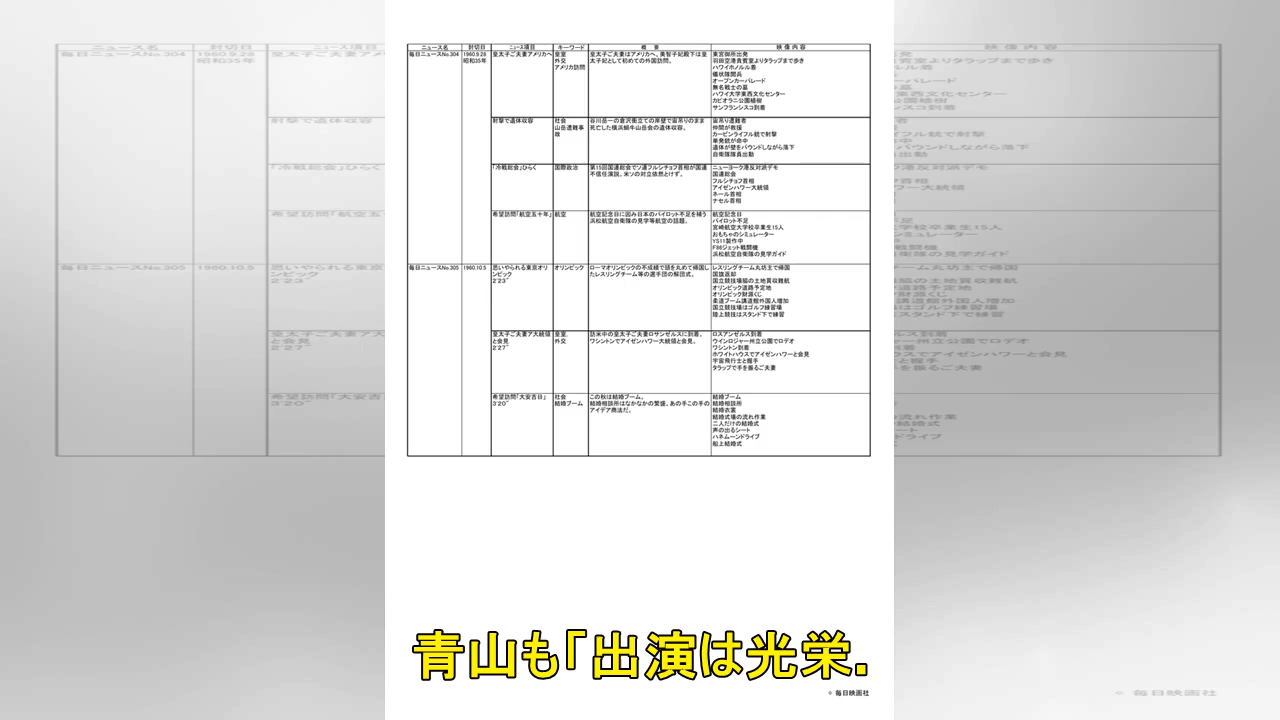 ニュース名 封切日 ニュース項目 キーワード 概 要 映像内容
毎日ニュースNo.304 1960.9.28 皇太子ご夫妻アメリカへ 皇室 皇太子ご夫妻はアメリカへ。美智子妃殿下は皇 東宮御所出発
昭和35年 外交 太子妃として初めての外国訪問。 羽田空港貴賓室よりタラップまで歩き
アメリカ訪問 ハワイホノルル着
儀状隊閲兵
オープンカーパレード
無名戦士の墓
ハワイ大学東西文化センター
カピオラニ公園植樹
サンフランシスコ到着
射撃で遺体収容 社会 谷川岳一の倉沢衝立ての岸壁で宙吊りのまま 宙吊り遭難者
山岳遭難事 死亡した横浜蝸牛山岳会の遺体収容。 仲間が救援
故 カービンライフル銃で射撃
単発銃が命中
遺体が壁をバウンドしながら落下
自衛隊隊員出動
「冷戦総会」ひらく 国際政治 第15回国連総会でソ連フルシチョフ首相が国連 ニューヨーク港反対派デモ
不信任演説。米ソの対立依然とけず。 国連総会
フルシチョフ首相
アイゼンハワー大統領
ネール首相
ナセル首相
希望訪問「航空五十年」 航空 航空記念日に因み日本のパイロット不足を補う 航空記念日
浜松航空自衛隊の見学等航空の話題。 パイロット不足
宮崎航空大学校卒業生15人
おもちゃのシミュレーター
YS11製作中
F86ジェット戦闘機
浜松航空自衛隊の見学ガイド
毎日ニュースNo.305 1960.10.5 思いやられる東京オリ オリンピック ローマオリンピックの不成績で頭を丸めて帰国し レスリングチーム丸坊主で帰国
ンピック たレスリングチーム等の選手団の解団式。 国旗返却
2'23" 国立競技場脇の土地買収難航
オリンピック道路予定地
オリンピック財源くじ
柔道ブーム講道館外国人増加
国立競技場はゴルフ練習場
陸上競技はスタンド下で練習
皇太子ご夫妻ア大統領 皇室、 訪米中の皇太子ご夫妻ロサンゼルスに到着。 ロスアンゼルス到着
と会見 外交 ワシントンでアイゼンハワー大統領と会見。 ウインロジャー州立公園でロデオ
2'27" ワシントン到着
ホワイトハウスでアイゼンハワーと会見
宇宙飛行士と握手
タラップで手を振るご夫妻
希望訪問「大安吉日」 社会 この秋は結婚ブーム。 結婚ブーム
3'20" 結婚ブーム 結婚相談所はなかなかの繁盛。あの手この手の 結婚相談所
アイデア商法だ。 結婚衣裳
結婚式場の流れ作業
二人だけの結婚式
声の出るシート
ハネムーンドライブ
船上結婚式
青山も「出演は光栄.
© 毎日映画社